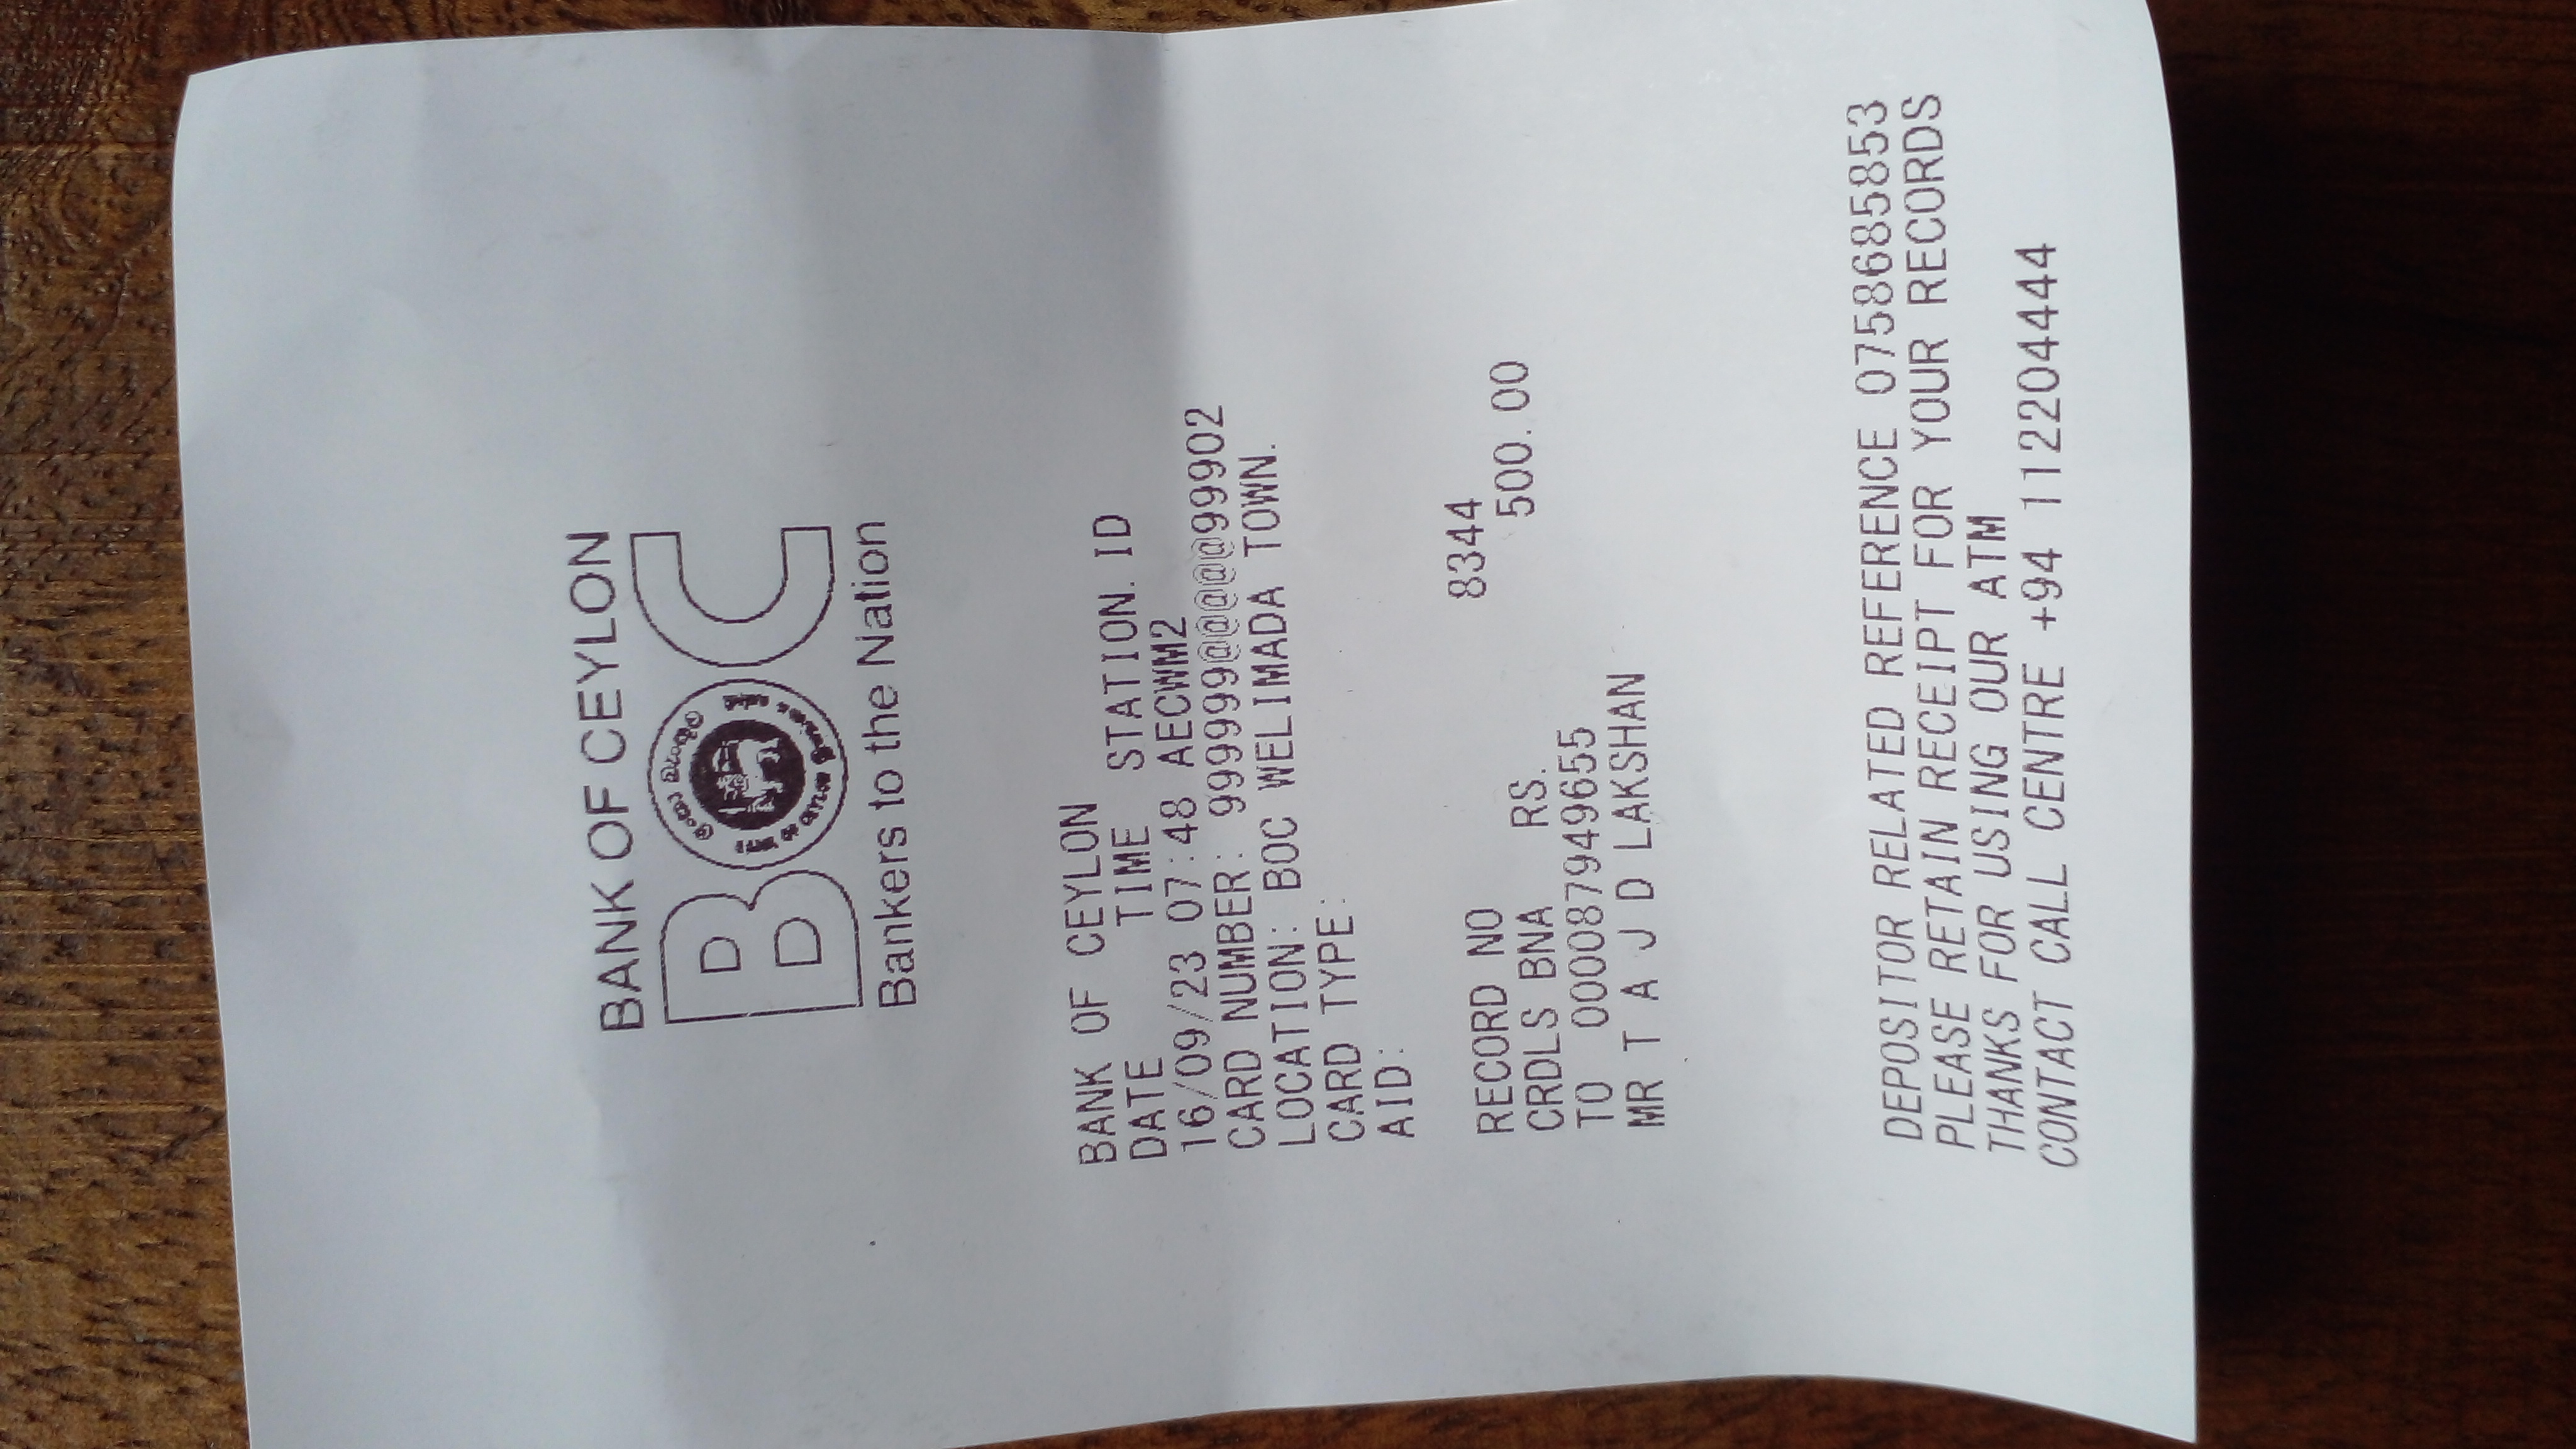 BANK OF CEYLON
BOC
Bankers to the Nation
BANK OF CEYLON
DATE TIME STATION. ID
16/09/23 07:48 AECWM2
CARD NUMBER: 999999@@@@@99902
LOCATION: BOC WELIMADA TOWN.
CARD TYPE:
AID:
RECORD NO 8344
CRDLS BNA RS. 500.00
TO 000087949655
MR T A J D LAKSHAN
DEPOSITOR RELATED REFERENCE 0758685853
PLEASE RETAIN RECEIPT FOR YOUR RECORDS
THANKS FOR USING OUR ATM
CONTACT CALL CENTRE +94 112204444